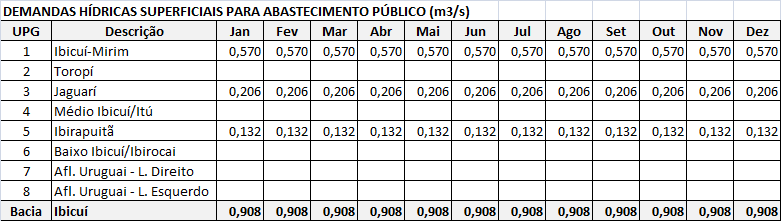 DEMANDAS HÍDRICAS SUPERFICIAIS PARA ABASTECIMENTO PÚBLICO (m3/s)
UPG Descrição Jan Fev Mar Abr Mai Jun Jul Ago Set Out Nov Dez
1 Ibicuí-Mirim 0,570 0,570 0,570 0,570 0,570 0,570 0,570 0,570 0,570 0,570 0,570 0,570
2 Toropí
3 Jaguarí 0,206 0,206 0,206 0,206 0,206 0,206 0,206 0,206 0,206 0,206 0,206 0,206
4 Médio Ibicuí/Itú
5 Ibirapuitã 0,132 0,132 0,132 0,132 0,132 0,132 0,132 0,132 0,132 0,132 0,132 0,132
6 Baixo Ibicuí/Ibirocai
7 Afl. Uruguai - L. Direito
8 Afl. Uruguai - L. Esquerdo
Bacia Ibicuí 0,908 0,908 0,908 0,908 0,908 0,908 0,908 0,908 0,908 0,908 0,908 0,908